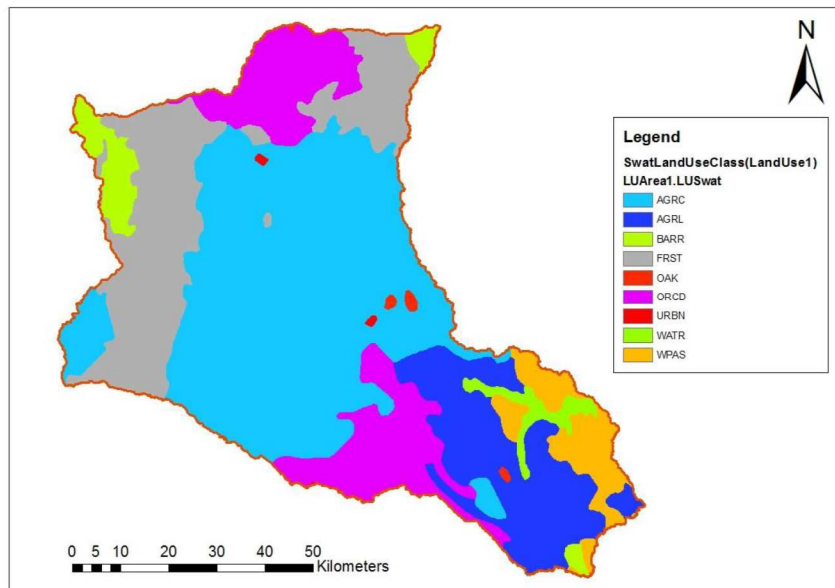 N
Legend
SwatLandUseClass(LandUse1)
LUArea1.LUSwat
AGRC
AGRL
BARR
FRST
OAK
ORCD
URBN
WATR
WPAS
0 5 10 20 30 40 50
Kilometers